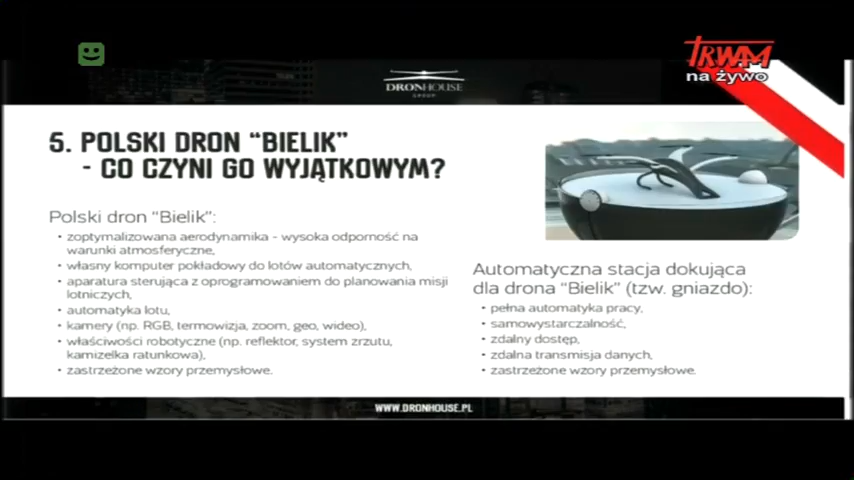 TRWAM
na żywo
DRONHOUSE
GROUP
5. POLSKI DRON “BIELIK”
- CO CZYNI GO WYJĄTKOWYM?
Polski dron “Bielik”:
• zoptymalizowana aerodynamika - wysoka odporność na
warunki atmosferyczne,
• własny komputer pokładowy do lotów automatycznych,
• aparatura sterująca z oprogramowaniem do planowania misji
lotniczych,
• automatyka lotu,
• kamery (np. RGB, termowizja, zoom, geo, wideo),
• właściwości robotyczne (np. reflektor, system zrzutu,
kamizelka ratunkowa),
• zastrzeżone wzory przemysłowe.
Automatyczna stacja dokująca
dla drona “Bielik” (tzw. gniazdo):
• pełna automatyka pracy,
• samowystarczalność,
• zdalny dostęp,
• zdalna transmisja danych,
• zastrzeżone wzory przemysłowe.
WWW.DRONHOUSE.PL